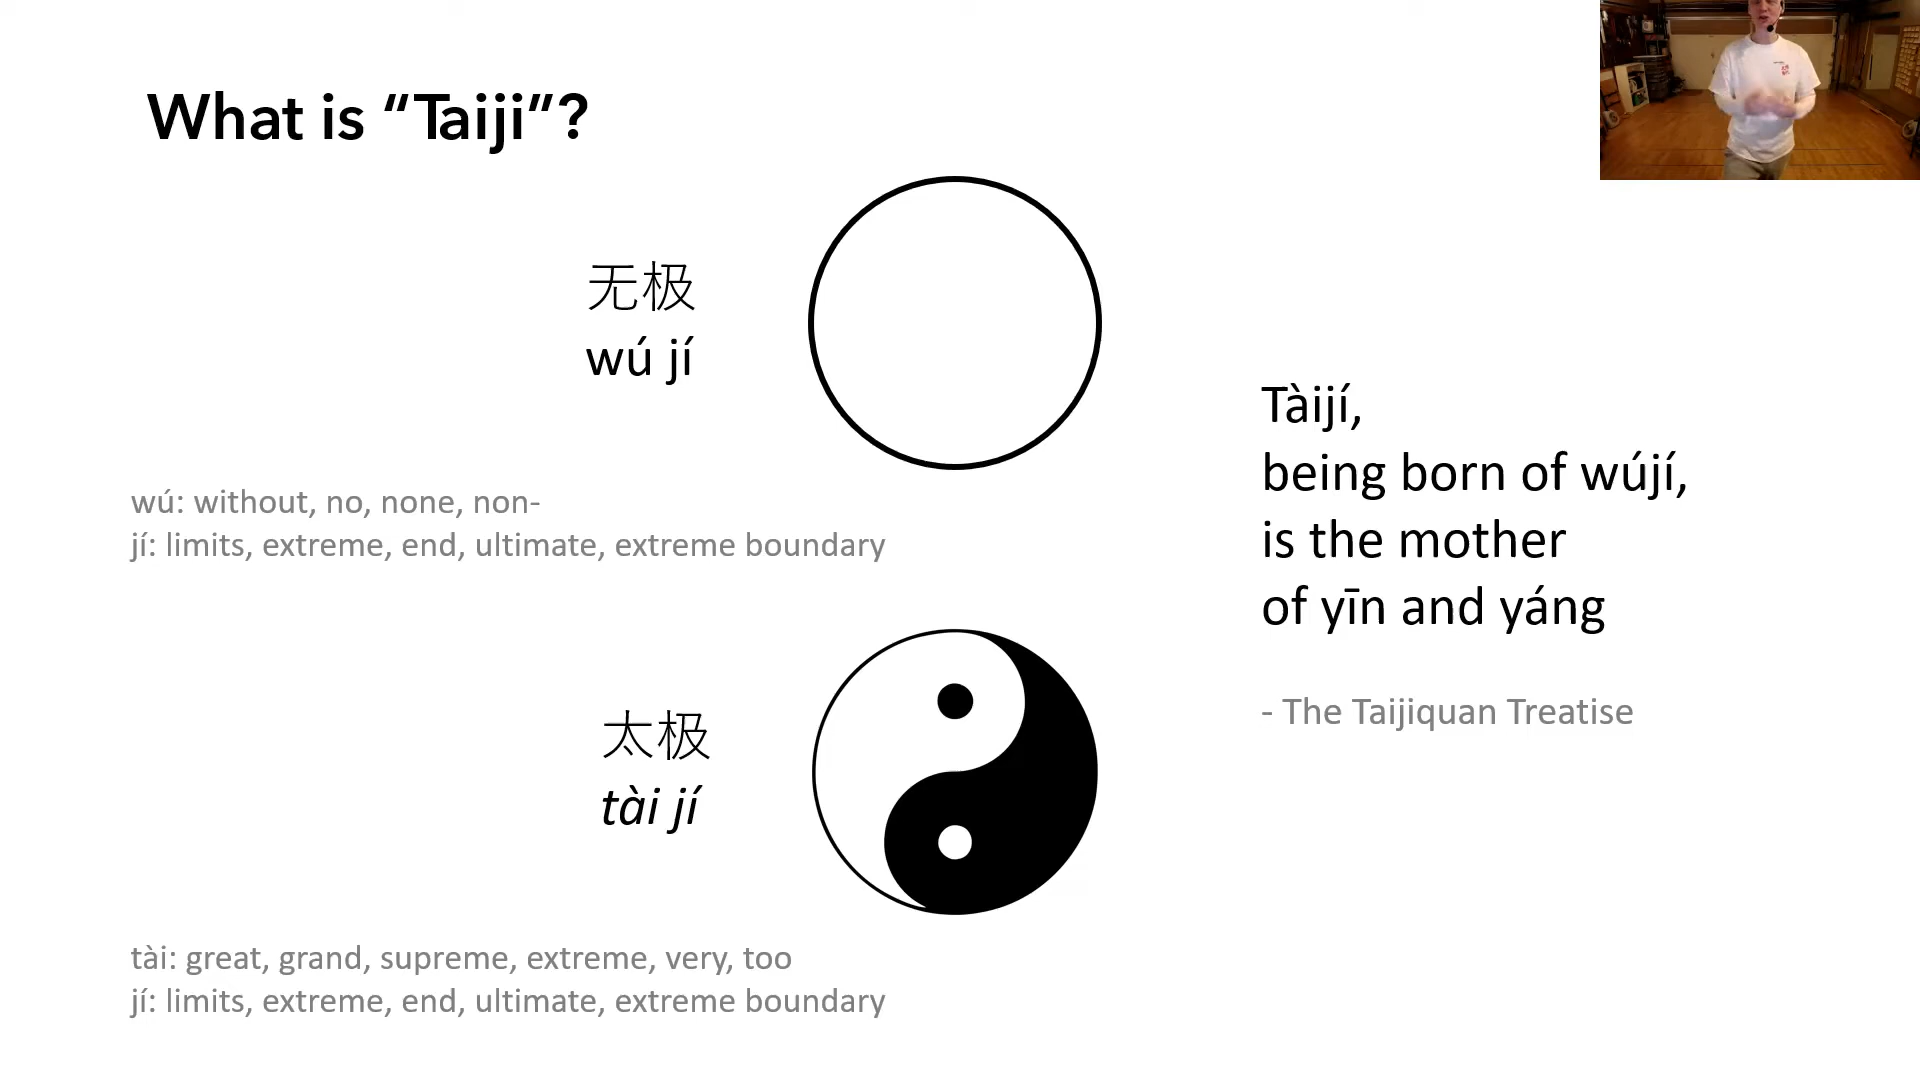 What is “Taiji”?
无极
wú jí
wú: without, no, none, non-
jí: limits, extreme, end, ultimate, extreme boundary
太极
tài jí
tài: great, grand, supreme, extreme, very, too
jí: limits, extreme, end, ultimate, extreme boundary
Tàijí,
being born of wújí,
is the mother
of yīn and yáng
- The Taijiquan Treatise